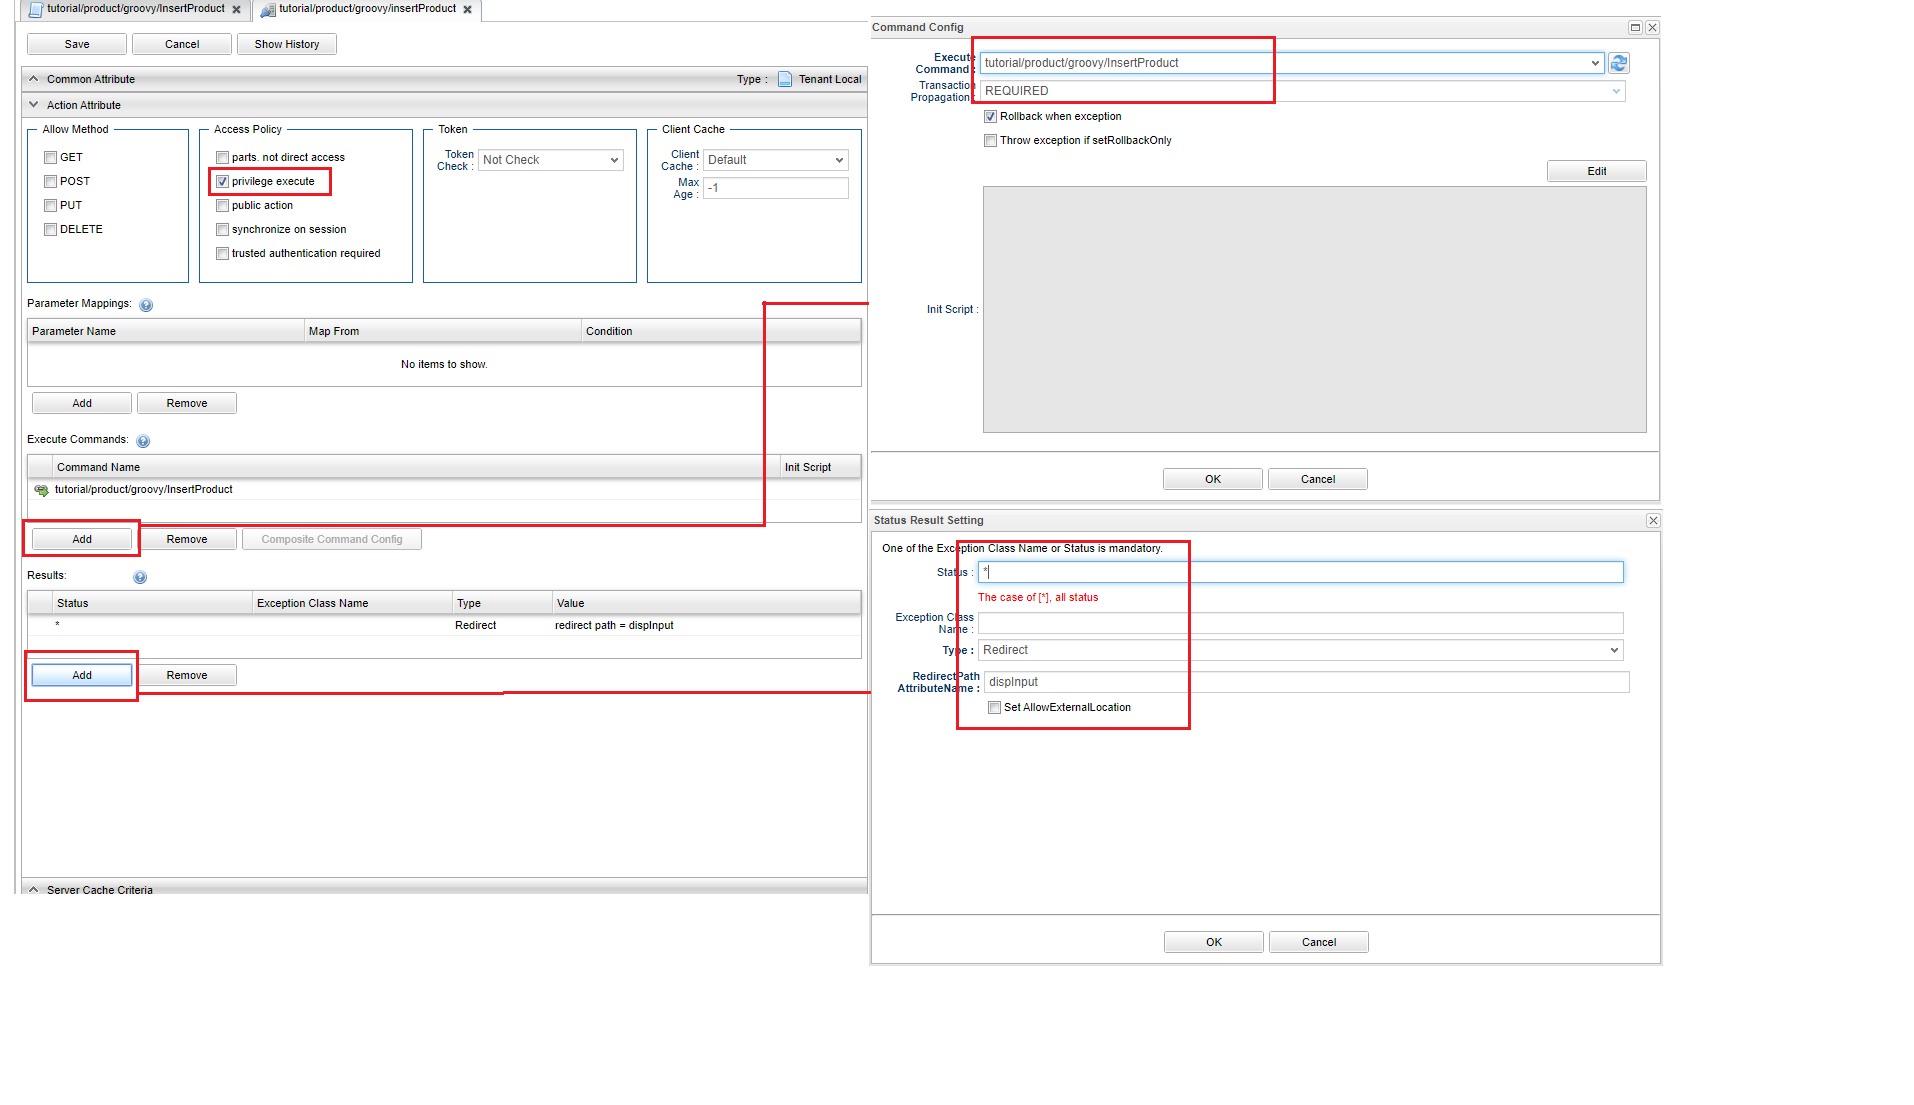 tutorial/product/groovy/InsertProduct
tutorial/product/groovy/insertProduct
Save
Cancel
Show History
Common Attribute
Type :
Tenant Local
Action Attribute
Allow Method
GET
POST
PUT
DELETE
Access Policy
parts. not direct access
privilege execute
public action
synchronize on session
trusted authentication required
Token
Token
Check :
Not Check
Client Cache
Client
Cache :
Default
Max
Age :
-1
Parameter Mappings:
Parameter Name
Map From
Condition
No items to show.
Add
Remove
Execute Commands:
Command Name
Init Script
tutorial/product/groovy/InsertProduct
Add
Remove
Composite Command Config
Results:
Status
Exception Class Name
Type
Value
*
Redirect
redirect path = dispInput
Add
Remove
Server Cache Criteria
Command Config
Execute
Command :
tutorial/product/groovy/InsertProduct
Transaction
Propagation :
REQUIRED
Rollback when exception
Throw exception if setRollbackOnly
Edit
Init Script :
OK
Cancel
Status Result Setting
One of the Exception Class Name or Status is mandatory.
Status :
*
The case of [*], all status
Exception Class
Name :
Type :
Redirect
RedirectPath
AttributeName :
dispInput
Set AllowExternalLocation
OK
Cancel